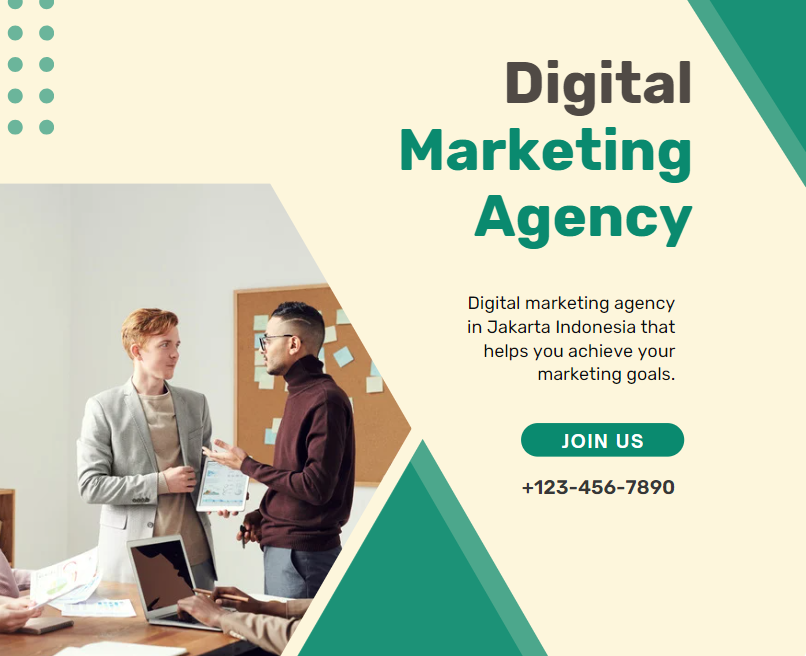 Digital
Marketing
Agency
Digital marketing agency
in Jakarta Indonesia that
helps you achieve your
marketing goals.
JOIN US
+123-456-7890